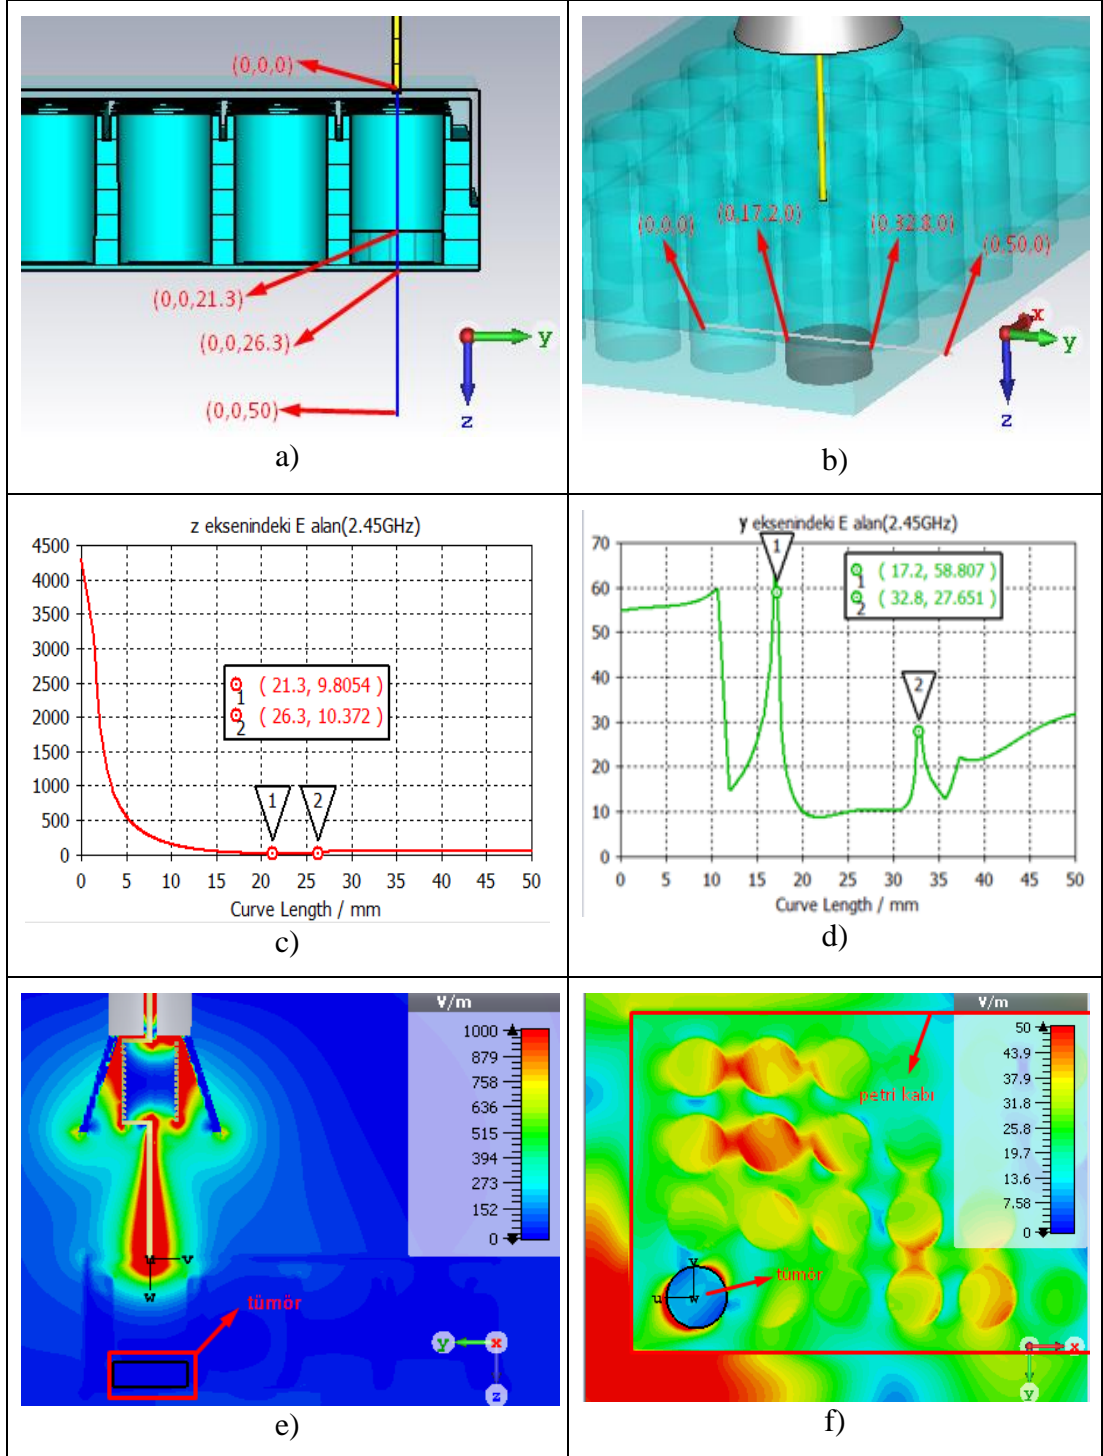 (0,0,0)
(0,0,21.3)
(0,0,26.3)
(0,0,50)
y
z
a)
(0,0,0)
(0,17.2,0)
(0,32.8,0)
(0,50,0)
x
y
z
b)
z eksenindeki E alan(2.45GHz)
4500
4000
3500
3000
2500
2000
1500
1000
500
0
1 ( 21.3, 9.8054 )
2 ( 26.3, 10.372 )
1
2
0 5 10 15 20 25 30 35 40 45 50
Curve Length / mm
c)
y eksenindeki E alan(2.45GHz)
70
60
50
40
30
20
10
0
1
1 ( 17.2, 58.807 )
2 ( 32.8, 27.651 )
2
0 5 10 15 20 25 30 35 40 45 50
Curve Length / mm
d)
V/m
1000
879
758
636
515
394
273
152
0
u
v
w
tümör
y
x
z
e)
V/m
50
43.9
37.9
31.8
25.8
19.7
13.6
7.58
0
petri kabı
v
u
w
tümör
x
y
f)